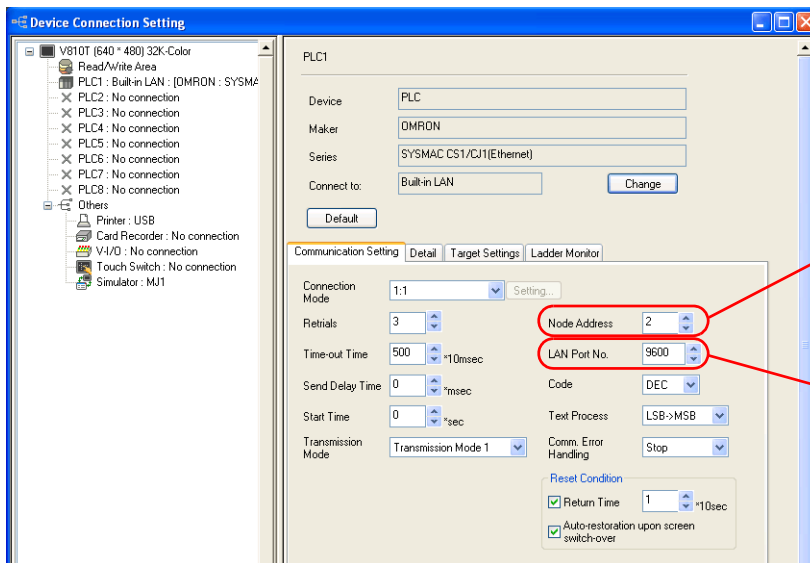 Device Connection Setting
V810T (640 * 480) 32K-Color
Read/Write Area
PLC1 : Built-in LAN : [OMRON : SYSMA
PLC2 : No connection
PLC3 : No connection
PLC4 : No connection
PLC5 : No connection
PLC6 : No connection
PLC7 : No connection
PLC8 : No connection
Others
Printer : USB
Card Recorder : No connection
V-I/O : No connection
Touch Switch : No connection
Simulator : MJ1
PLC1
Device PLC
Maker OMRON
Series SYSMAC CS1/CJ1(Ethernet)
Connect to: Built-in LAN Change
Default
Communication Setting Detail Target Settings Ladder Monitor
Connection Mode 1:1 Setting...
Retrials 3 Node Address 2
Time-out Time 500 *10msec LAN Port No. 9600
Send Delay Time 0 *msec Code DEC
Start Time 0 *sec Text Process LSB->MSB
Transmission Mode Transmission Mode 1 Comm. Error Handling Stop
Reset Condition
Return Time 1 *10sec
Auto-restoration upon screen
switch-over